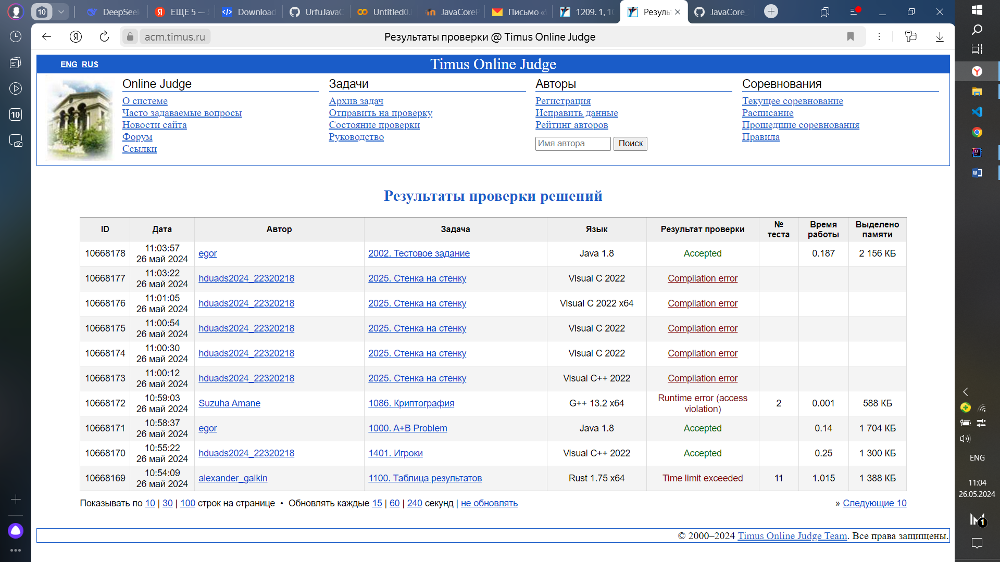 10
DeepSeek
ЕЩЕ 5 —
Download
UrfuJavaC
Untitled0.i
JavaCoreP
Письмо «
1209. 1, 10
Резуль
JavaCore_
acm.timus.ru
Результаты проверки @ Timus Online Judge
10
ENG RUS
Timus Online Judge
Online Judge
О системе
Часто задаваемые вопросы
Новости сайта
Форум
Ссылки
Задачи
Архив задач
Отправить на проверку
Состояние проверки
Руководство
Авторы
Регистрация
Исправить данные
Рейтинг авторов
Имя автора Поиск
Соревнования
Текущее соревнование
Расписание
Прошедшие соревнования
Правила
Результаты проверки решений
ID Дата Автор Задача Язык Результат проверки № теста Время работы Выделено памяти
10668178 11:03:57 26 май 2024 egor 2002. Тестовое задание Java 1.8 Accepted 0.187 2 156 КБ
10668177 11:03:22 26 май 2024 hduads2024_22320218 2025. Стенка на стенку Visual C 2022 Compilation error
10668176 11:01:05 26 май 2024 hduads2024_22320218 2025. Стенка на стенку Visual C 2022 x64 Compilation error
10668175 11:00:54 26 май 2024 hduads2024_22320218 2025. Стенка на стенку Visual C 2022 Compilation error
10668174 11:00:30 26 май 2024 hduads2024_22320218 2025. Стенка на стенку Visual C 2022 Compilation error
10668173 11:00:12 26 май 2024 hduads2024_22320218 2025. Стенка на стенку Visual C++ 2022 Compilation error
10668172 10:59:03 26 май 2024 Suzuha Amane 1086. Криптография G++ 13.2 x64 Runtime error (access violation) 2 0.001 588 КБ
10668171 10:58:37 26 май 2024 egor 1000. A+B Problem Java 1.8 Accepted 0.14 1 704 КБ
10668170 10:55:22 26 май 2024 hduads2024_22320218 1401. Игроки Visual C++ 2022 Accepted 0.25 1 300 КБ
10668169 10:54:09 26 май 2024 alexander_galkin 1100. Таблица результатов Rust 1.75 x64 Time limit exceeded 11 1.015 1 388 КБ
Показывать по 10 | 30 | 100 строк на странице • Обновлять каждые 15 | 60 | 240 секунд | не обновлять
» Следующие 10
© 2000–2024 Timus Online Judge Team. Все права защищены.
ENG
11:04
26.05.2024
1